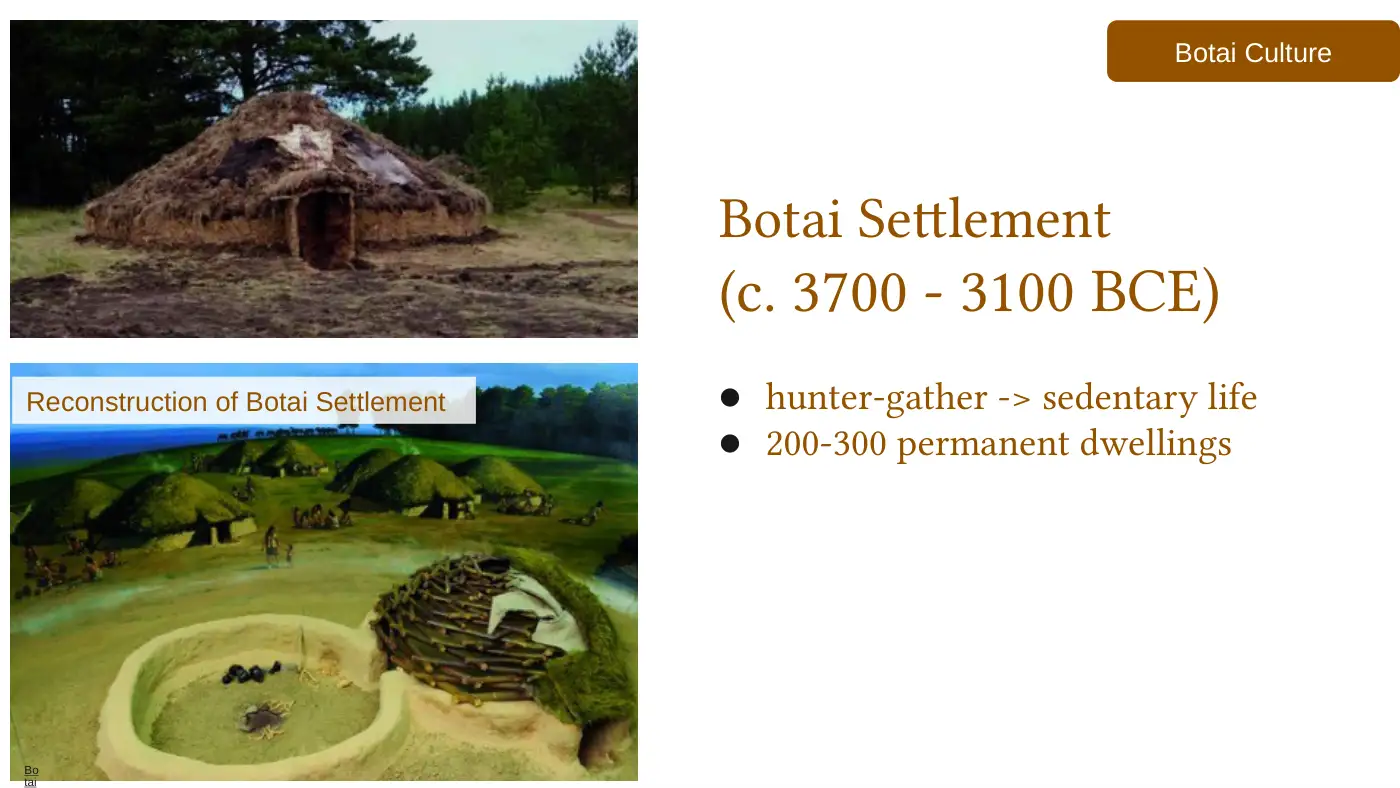 Botai Culture
Botai Settlement
(c. 3700 - 3100 BCE)
● hunter-gather -> sedentary life
● 200-300 permanent dwellings
Reconstruction of Botai Settlement
Bo
tai